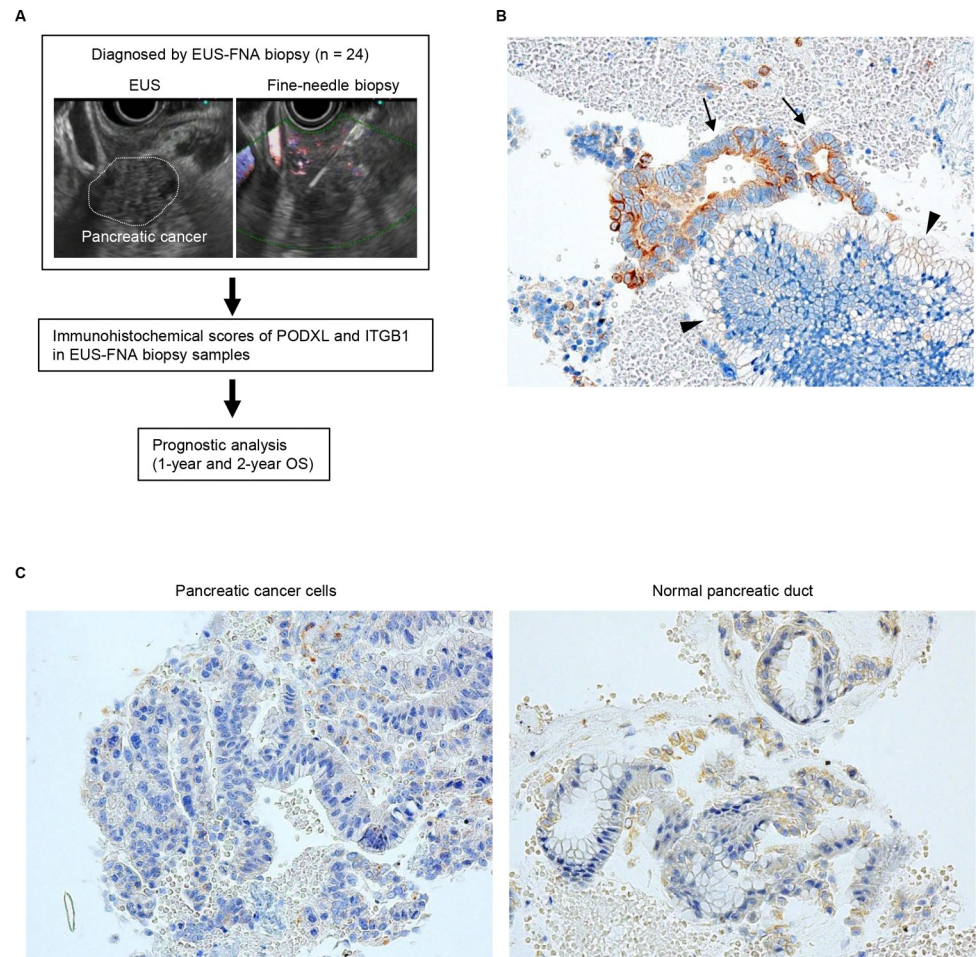 A
Diagnosed by EUS-FNA biopsy (n = 24)
EUS
Fine-needle biopsy
Pancreatic cancer
Immunohistochemical scores of PODXL and ITGB1
in EUS-FNA biopsy samples
Prognostic analysis
(1-year and 2-year OS)
B
C
Pancreatic cancer cells
Normal pancreatic duct